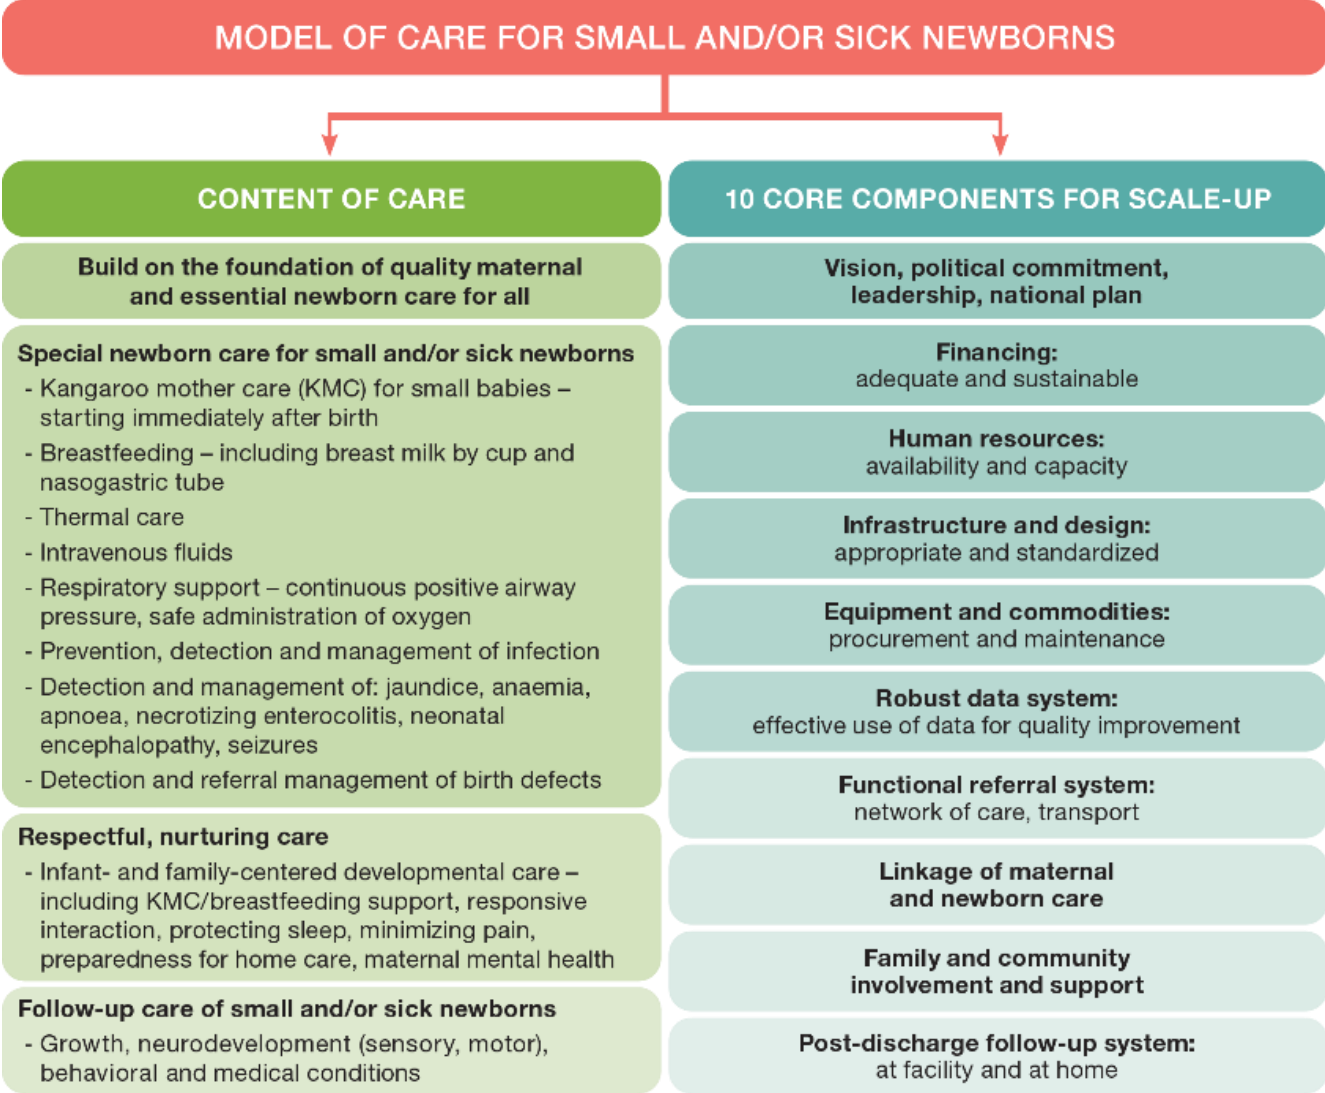 MODEL OF CARE FOR SMALL AND/OR SICK NEWBORNS
CONTENT OF CARE
Build on the foundation of quality maternal
and essential newborn care for all
Special newborn care for small and/or sick newborns
- Kangaroo mother care (KMC) for small babies –
starting immediately after birth
- Breastfeeding – including breast milk by cup and
nasogastric tube
- Thermal care
- Intravenous fluids
- Respiratory support – continuous positive airway
pressure, safe administration of oxygen
- Prevention, detection and management of infection
- Detection and management of: jaundice, anaemia,
apnoea, necrotizing enterocolitis, neonatal
encephalopathy, seizures
- Detection and referral management of birth defects
Respectful, nurturing care
- Infant- and family-centered developmental care –
including KMC/breastfeeding support, responsive
interaction, protecting sleep, minimizing pain,
preparedness for home care, maternal mental health
Follow-up care of small and/or sick newborns
- Growth, neurodevelopment (sensory, motor),
behavioral and medical conditions
10 CORE COMPONENTS FOR SCALE-UP
Vision, political commitment,
leadership, national plan
Financing:
adequate and sustainable
Human resources:
availability and capacity
Infrastructure and design:
appropriate and standardized
Equipment and commodities:
procurement and maintenance
Robust data system:
effective use of data for quality improvement
Functional referral system:
network of care, transport
Linkage of maternal
and newborn care
Family and community
involvement and support
Post-discharge follow-up system:
at facility and at home